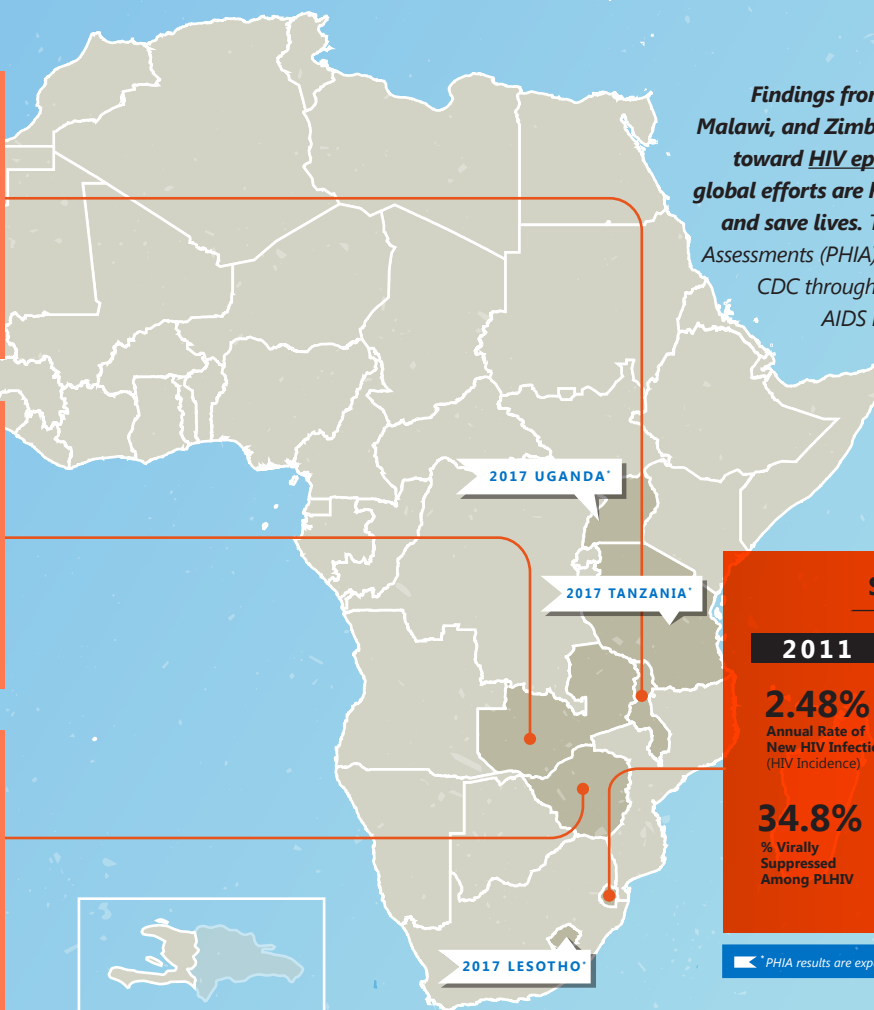 Findings from
Malawi, and Zimb
toward HIV ep
global efforts are
and save lives.
Assessments (PHIA)
CDC through
AIDS
2017 UGANDA*
2017 TANZANIA*
2011
2.48%
Annual Rate of
New HIV Infectio
(HIV Incidence)
34.8%
% Virally
Suppressed
Among PLHIV
2017 LESOTHO*
*PHIA results are exp